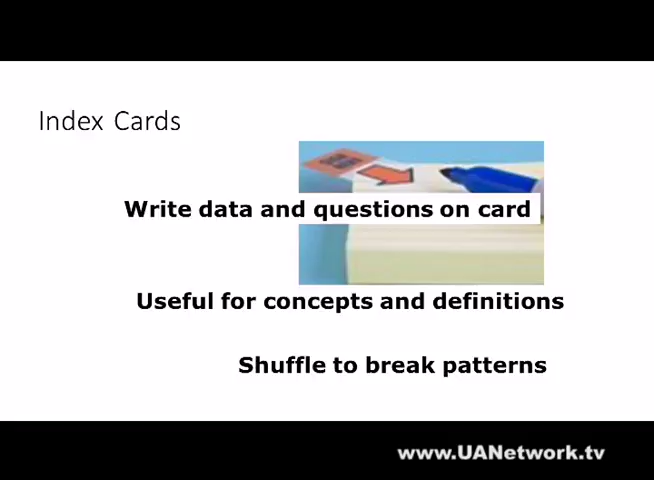 Index Cards
Write data and questions on card
Useful for concepts and definitions
Shuffle to break patterns
www.UANetwork.tv